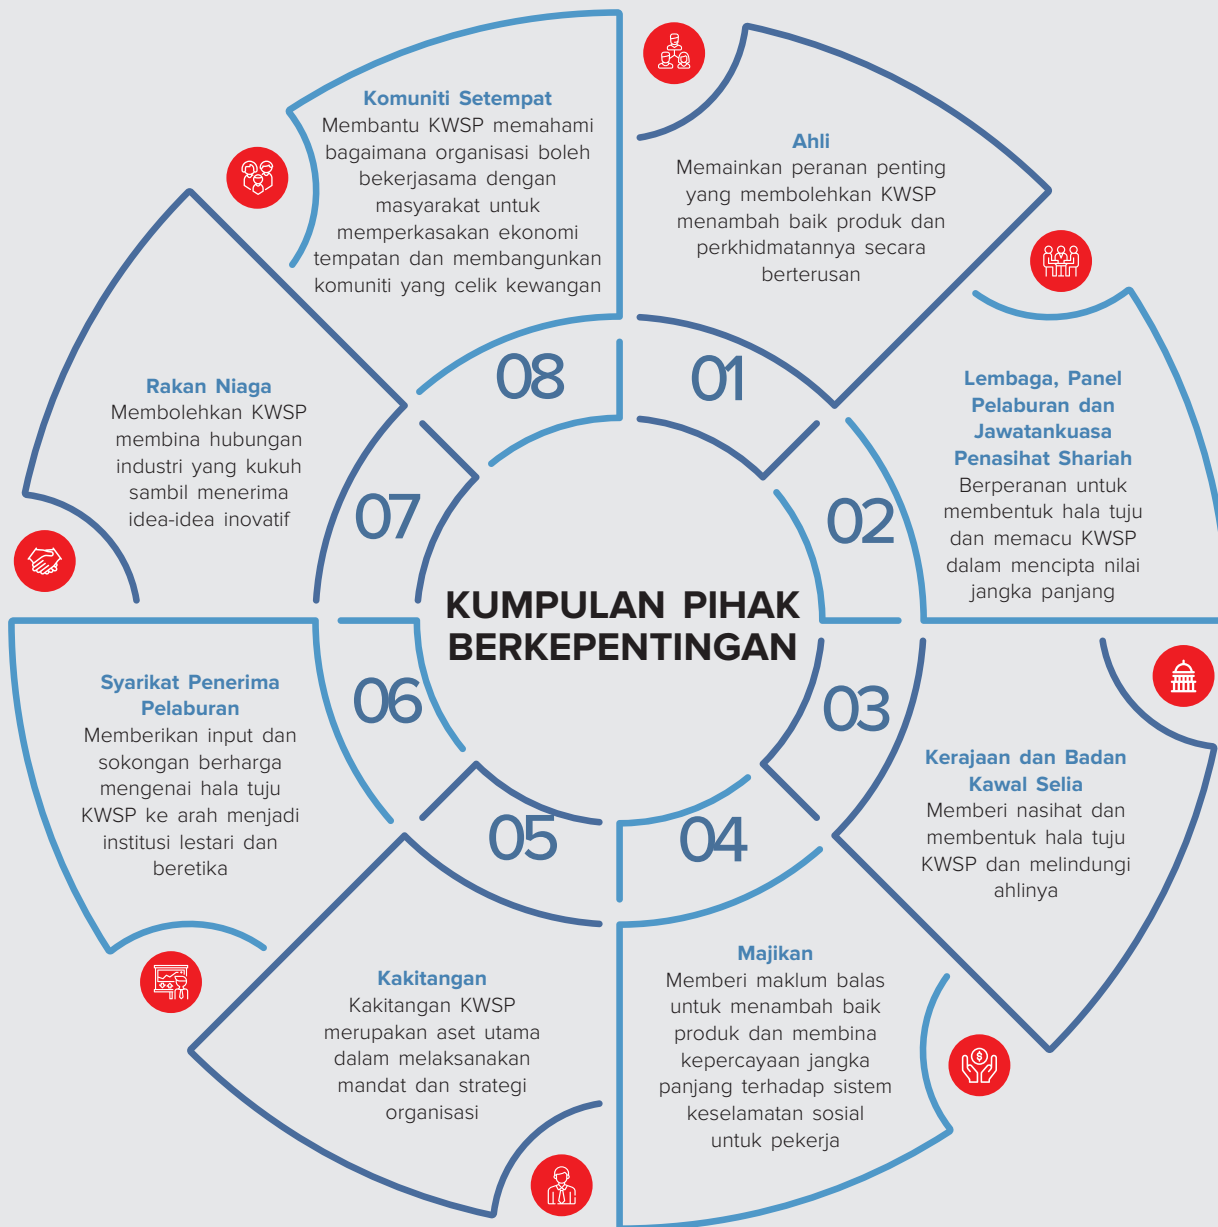 KUMPULAN PIHAK
BERKEPENTINGAN
01
Ahli
Memainkan peranan penting
yang membolehkan KWSP
menambah baik produk dan
perkhidmatannya secara
berterusan
02
Lembaga, Panel
Pelaburan dan
Jawatankuasa
Penasihat Shariah
Berperanan untuk
membentuk hala tuju
dan memacu KWSP
dalam mencipta nilai
jangka panjang
03
Kerajaan dan Badan
Kawal Selia
Memberi nasihat dan
membentuk hala tuju
KWSP dan melindungi
ahlinya
04
Majikan
Memberi maklum balas
untuk menambah baik
produk dan membina
kepercayaan jangka
panjang terhadap sistem
keselamatan sosial
untuk pekerja
05
Kakitangan
Kakitangan KWSP
merupakan aset utama
dalam melaksanakan
mandat dan strategi
organisasi
06
Syarikat Penerima
Pelaburan
Memberikan input dan
sokongan berharga
mengenai hala tuju
KWSP ke arah menjadi
institusi lestari dan
beretika
07
Rakan Niaga
Membolehkan KWSP
membina hubungan
industri yang kukuh
sambil menerima
idea-idea inovatif
08
Komuniti Setempat
Membantu KWSP memahami
bagaimana organisasi boleh
bekerjasama dengan
masyarakat untuk
memperkasakan ekonomi
tempatan dan membangunkan
komuniti yang celik kewangan